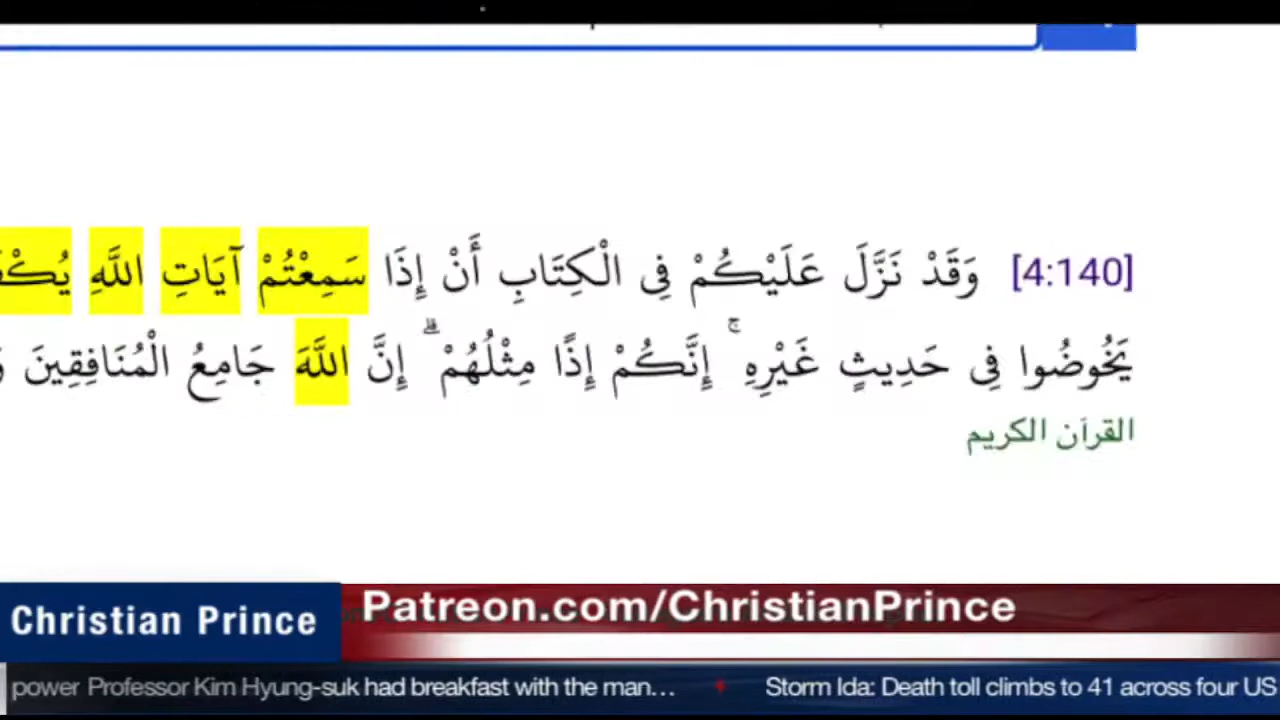 [4:140] وَقَدْ نَزَّلَ عَلَيْكُمْ فِى الْكِتَابِ أَنْ إِذَا سَمِعْتُمْ آيَاتِ اللَّهِ
يَخُوضُوا فِى حَدِيثٍ غَيْرِهِ ۚ إِنَّكُمْ إِذًا مِثْلُهُمْ ۗ إِنَّ اللَّهَ جَامِعُ الْمُنَافِقِينَ
القرآن الكريم
Patreon.com/ChristianPrince
Christian Prince
power Professor Kim Hyung-suk had breakfast with the man... Storm Ida: Death toll climbs to 41 across four US